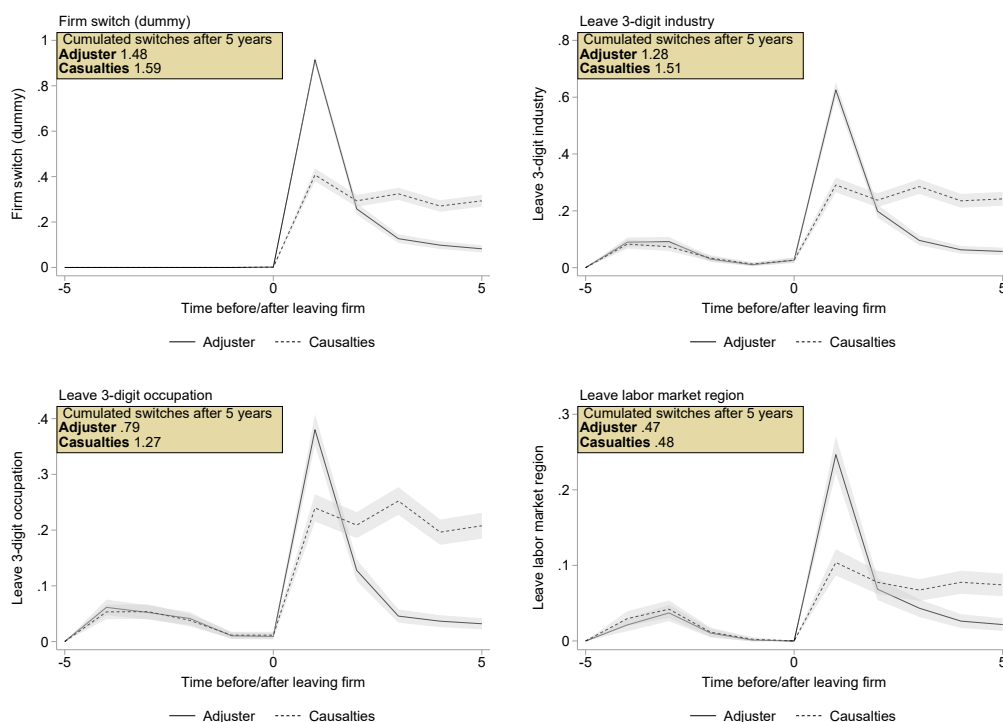 Firm switch (dummy)
Cumulated switches after 5 years
Adjuster 1.48
Casualties 1.59
Firm switch (dummy)
1
.8
.6
.4
.2
0
-5
0
5
Time before/after leaving firm
Adjuster
Causalties
Leave 3-digit industry
Cumulated switches after 5 years
Adjuster 1.28
Casualties 1.51
Leave 3-digit industry
.8
.6
.4
.2
0
-5
0
5
Time before/after leaving firm
Adjuster
Causalties
Leave 3-digit occupation
Cumulated switches after 5 years
Adjuster .79
Casualties 1.27
Leave 3-digit occupation
.4
.3
.2
.1
0
-5
0
5
Time before/after leaving firm
Adjuster
Causalties
Leave labor market region
Cumulated switches after 5 years
Adjuster .47
Casualties .48
Leave labor market region
.3
.2
.1
0
-5
0
5
Time before/after leaving firm
Adjuster
Causalties